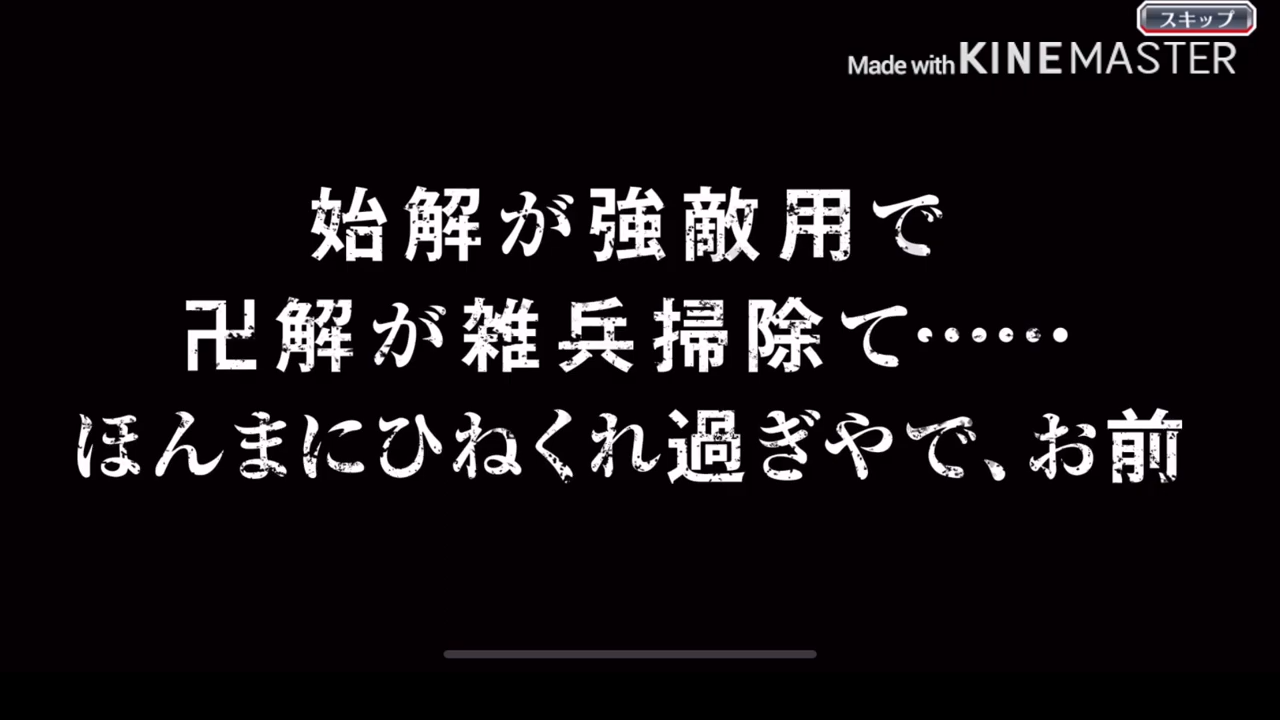 スキップ
Made with KINEMASTER
始解が強敵用で
卍解が雑兵掃除て……
ほんまにひねくれ過ぎやで、お前